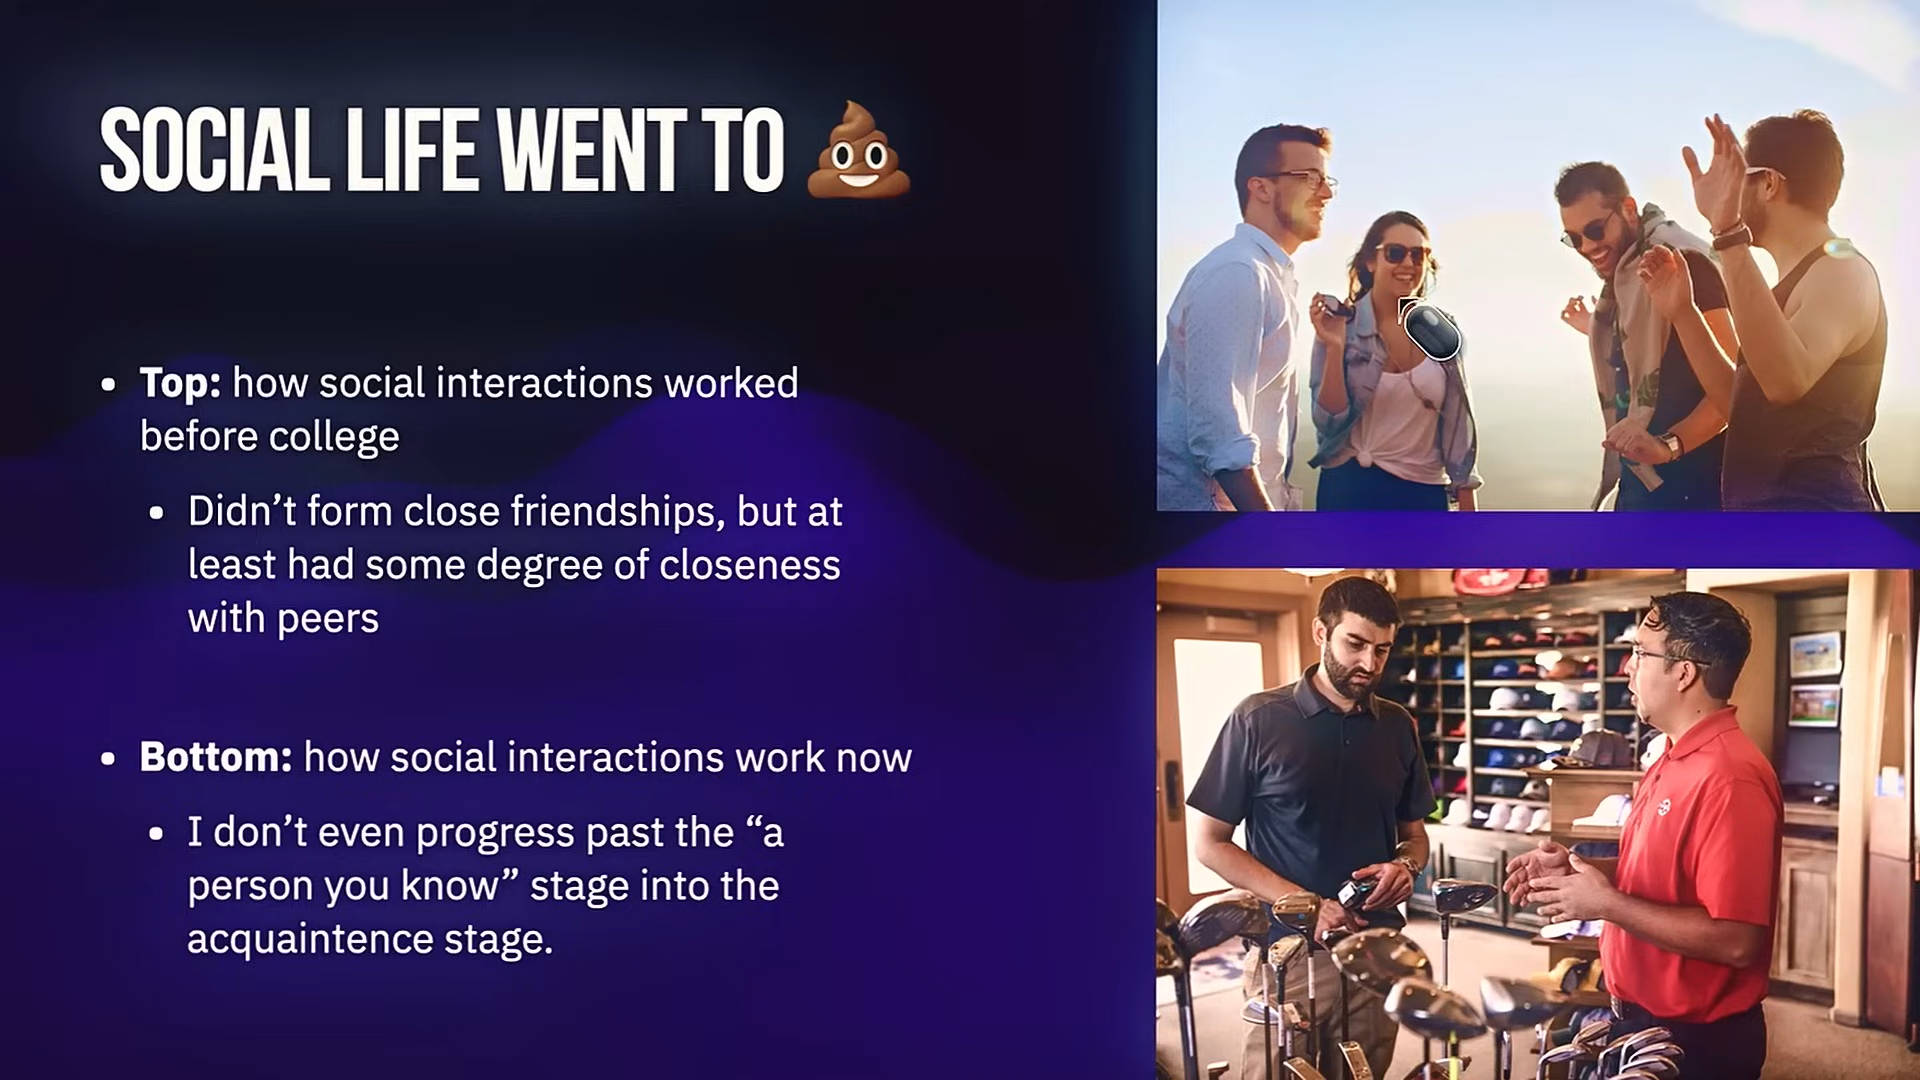 SOCIAL LIFE WENT TO 💩
• Top: how social interactions worked
before college
• Didn’t form close friendships, but at
least had some degree of closeness
with peers
• Bottom: how social interactions work now
• I don’t even progress past the “a
person you know” stage into the
acquaintence stage.